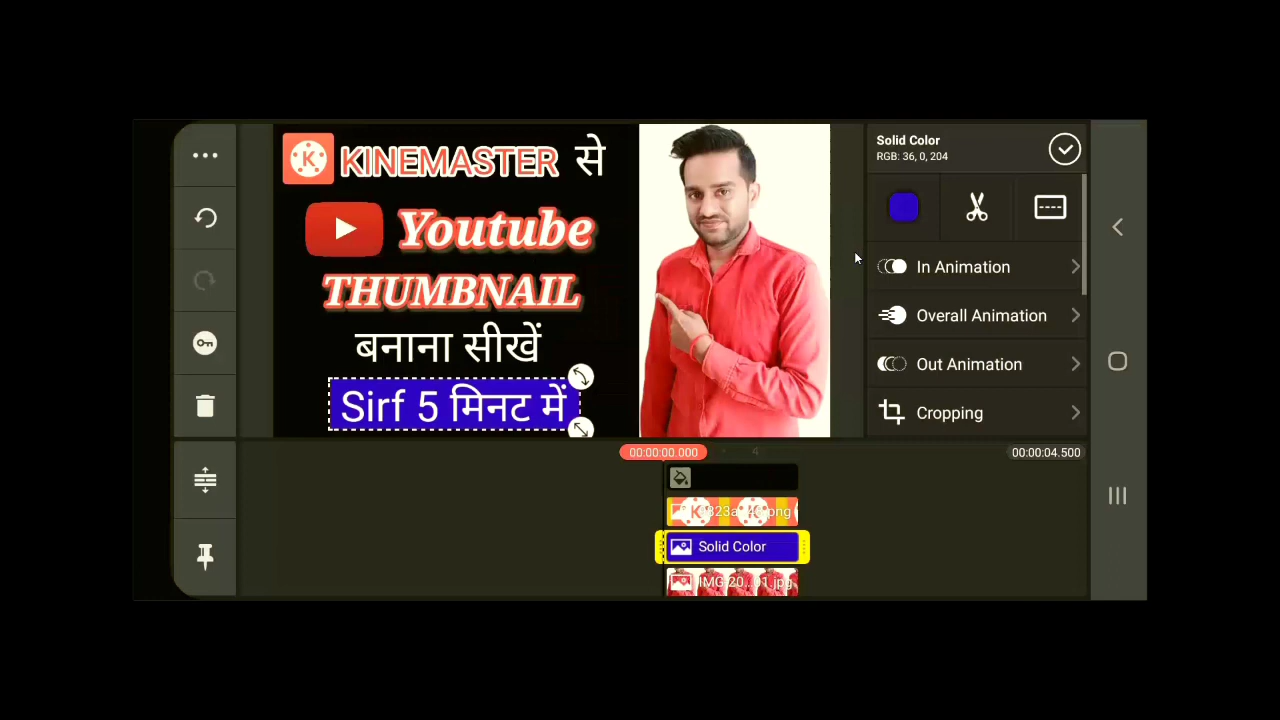 KINEMASTER से
Youtube
THUMBNAIL
बनाना सीखें
Sirf 5 मिनट में
Solid Color
RGB: 36, 0, 204
In Animation
Overall Animation
Out Animation
Cropping
00:00:00.000
4
00:00:04.500
Solid Color